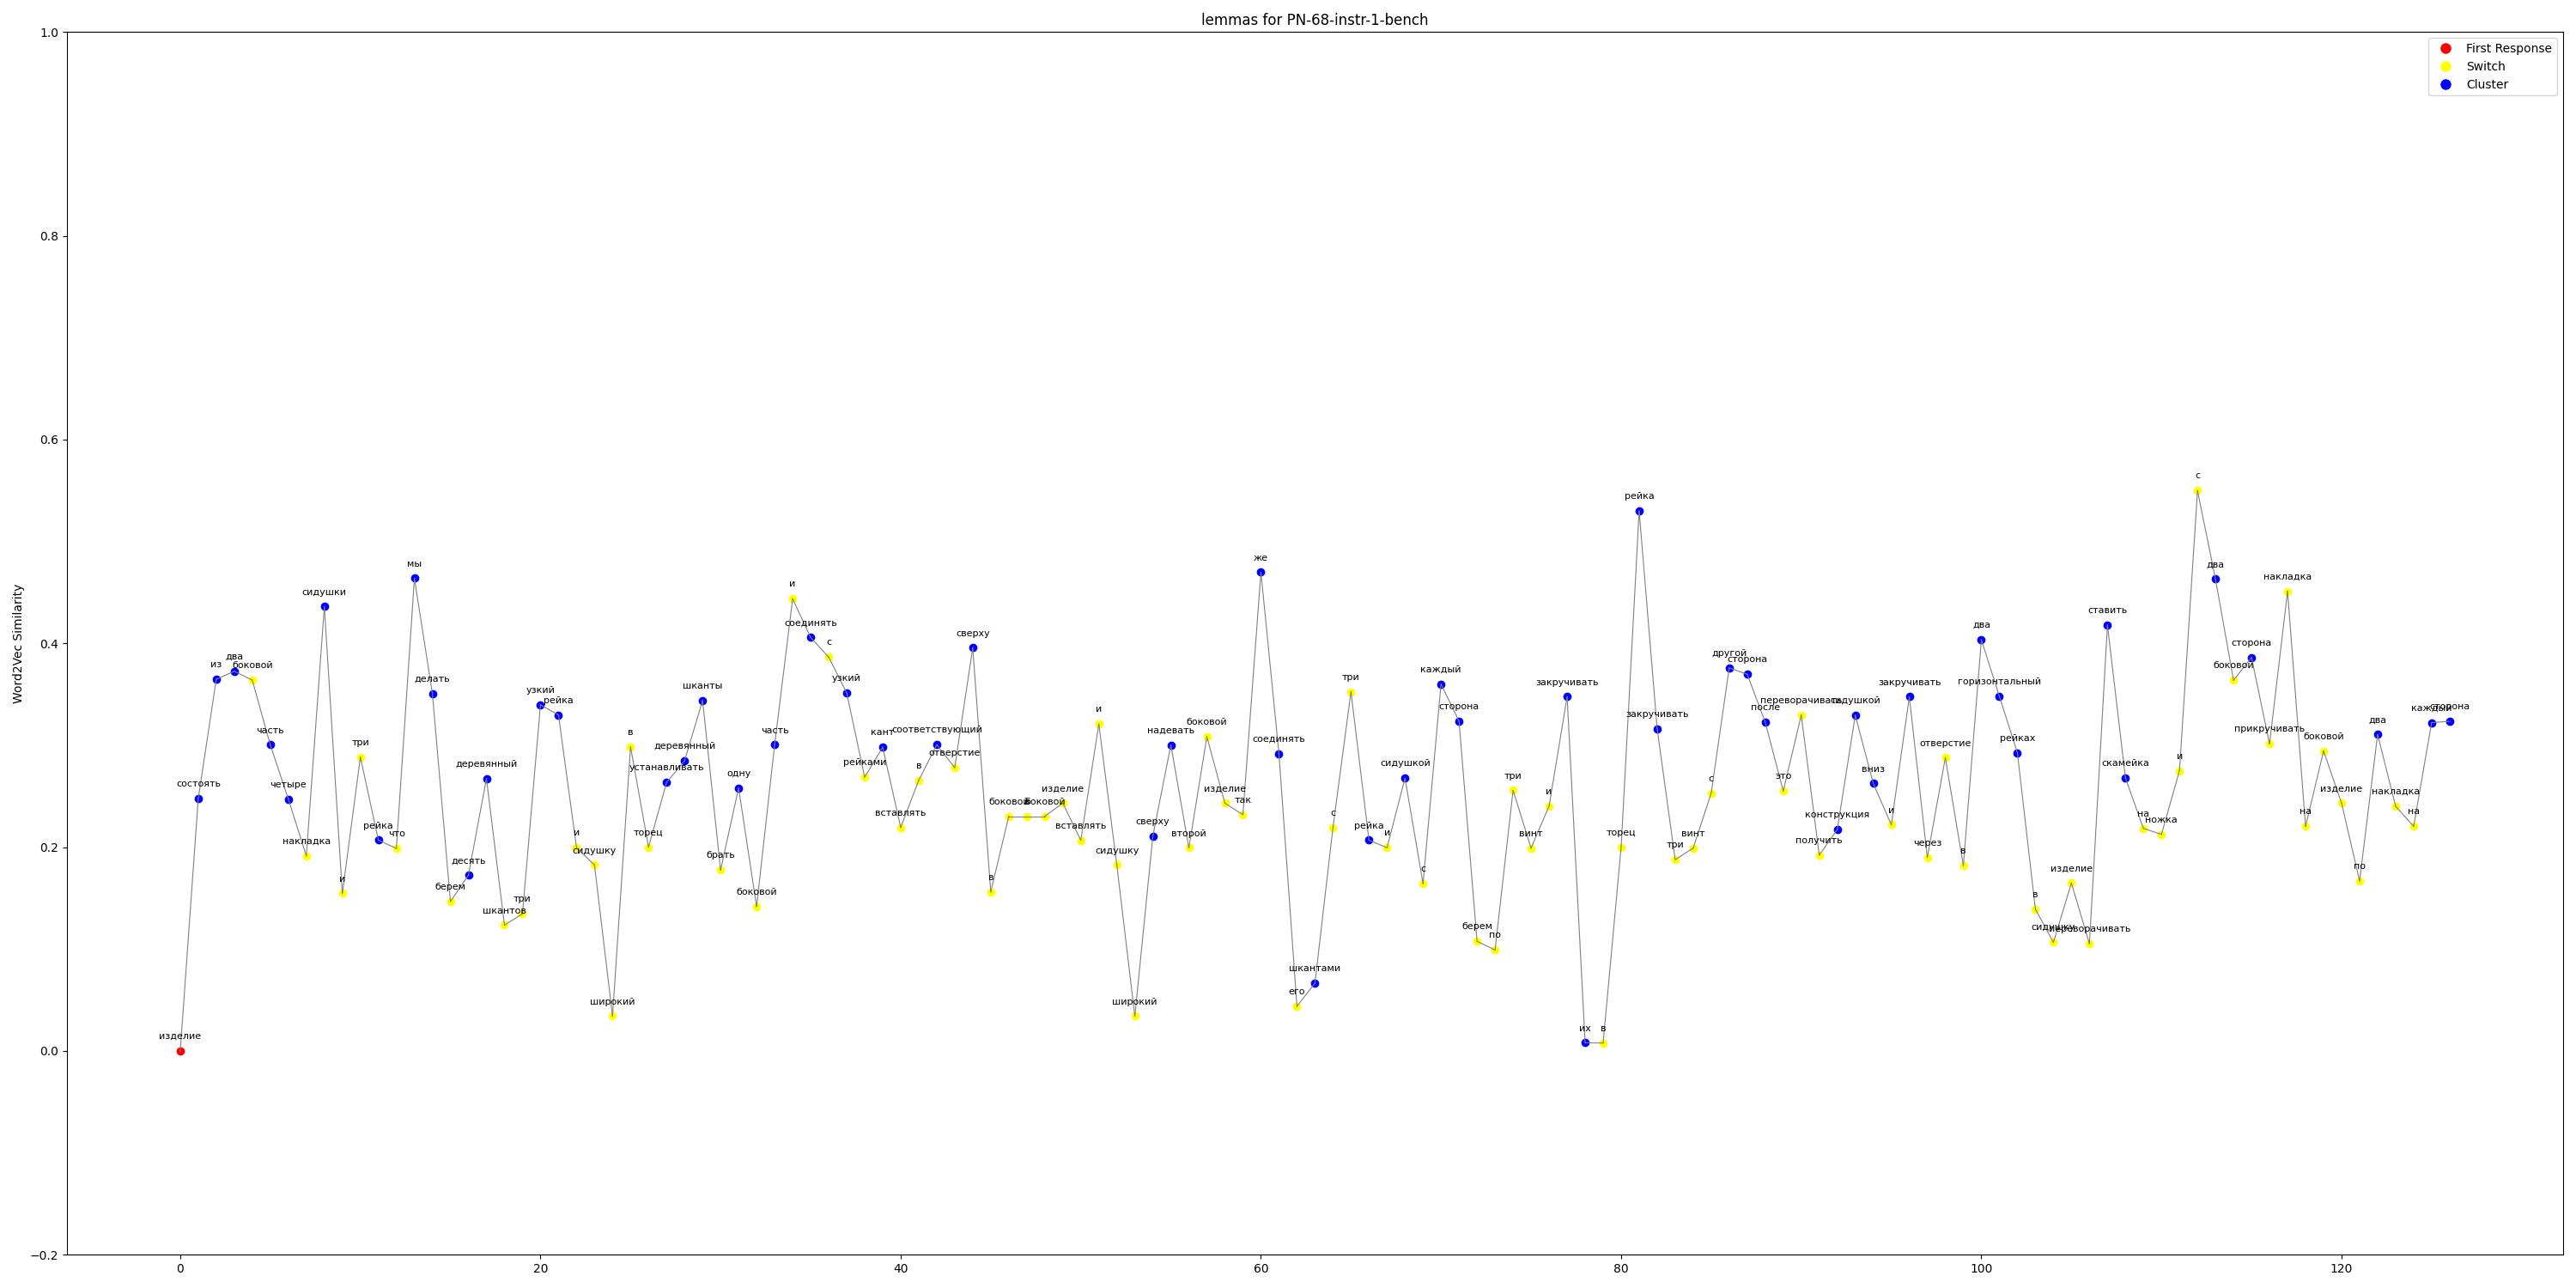 lemmas for PN-68-instr-1-bench
First Response
Switch
Cluster
Word2Vec Similarity
1.0
0.8
0.6
0.4
0.2
0.0
−0.2
0
20
40
60
80
100
120
изделие
состоять
из
два
боковой
часть
четыре
накладка
сидушки
и
три
рейка
что
мы
делать
берем
десять
деревянный
шкантов
три
узкий
рейка
и
сидушку
широкий
в
торец
устанавливать
деревянный
шканты
брать
одну
боковой
часть
и
соединять
с
узкий
рейками
кант
вставлять
в
соответствующий
отверстие
сверху
в
боковой
боковой
изделие
вставлять
и
сидушку
широкий
сверху
надевать
второй
боковой
изделие
так
же
соединять
его
шкантами
с
три
рейка
и
сидушкой
с
каждый
сторона
берем
по
три
винт
и
закручивать
их
в
торец
рейка
закручивать
три
винт
с
другой
сторона
после
это
переворачивать
получить
конструкция
сидушкой
вниз
и
закручивать
через
отверстие
в
два
горизонтальный
рейках
в
сидушку
изделие
переворачивать
ставить
скамейка
на
ножка
и
с
два
боковой
сторона
прикручивать
накладка
на
боковой
изделие
по
два
накладка
на
каждый
сторона